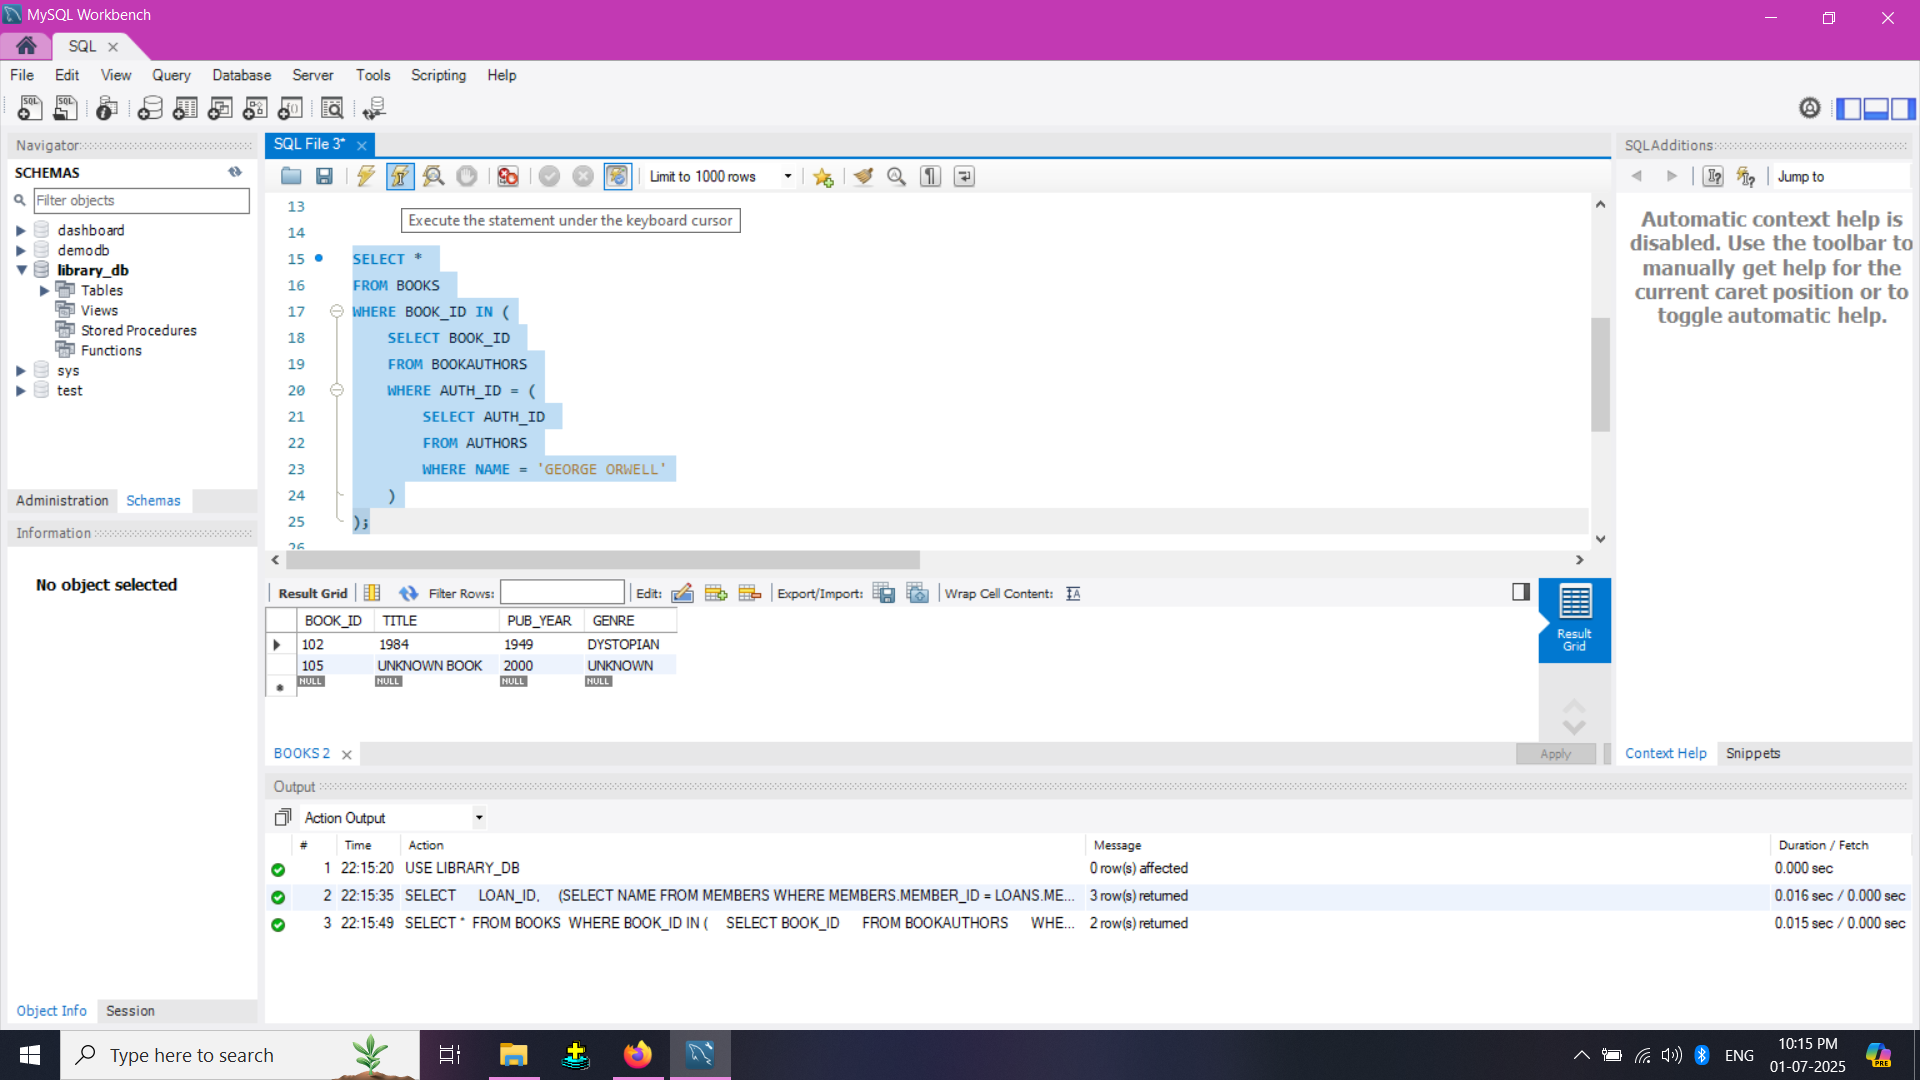 MySQL Workbench
SQL
File Edit View Query Database Server Tools Scripting Help
Navigator
SCHEMAS
Filter objects
dashboard
demodb
library_db
Tables
Views
Stored Procedures
Functions
sys
test
Administration Schemas
Information
No object selected
Object Info Session
SQL File 3*
Limit to 1000 rows
Execute the statement under the keyboard cursor
13
14
15 SELECT *
16 FROM BOOKS
17 WHERE BOOK_ID IN (
18 SELECT BOOK_ID
19 FROM BOOKAUTHORS
20 WHERE AUTH_ID = (
21 SELECT AUTH_ID
22 FROM AUTHORS
23 WHERE NAME = 'GEORGE ORWELL'
24 )
25 );
26
Result Grid Filter Rows: Edit: Export/Import: Wrap Cell Content:
BOOK_ID TITLE PUB_YEAR GENRE
102 1984 1949 DYSTOPIAN
105 UNKNOWN BOOK 2000 UNKNOWN
NULL NULL NULL NULL
Result
Grid
BOOKS 2
Apply
Output
Action Output
# Time Action Message Duration / Fetch
1 22:15:20 USE LIBRARY_DB 0 row(s) affected 0.000 sec
2 22:15:35 SELECT LOAN_ID, (SELECT NAME FROM MEMBERS WHERE MEMBERS.MEMBER_ID = LOANS.ME... 3 row(s) returned 0.016 sec / 0.000 sec
3 22:15:49 SELECT * FROM BOOKS WHERE BOOK_ID IN ( SELECT BOOK_ID FROM BOOKAUTHORS WHE... 2 row(s) returned 0.015 sec / 0.000 sec
SQLAdditions
Jump to
Automatic context help is
disabled. Use the toolbar to
manually get help for the
current caret position or to
toggle automatic help.
Context Help Snippets
Type here to search
ENG
10:15 PM
01-07-2025
PRE